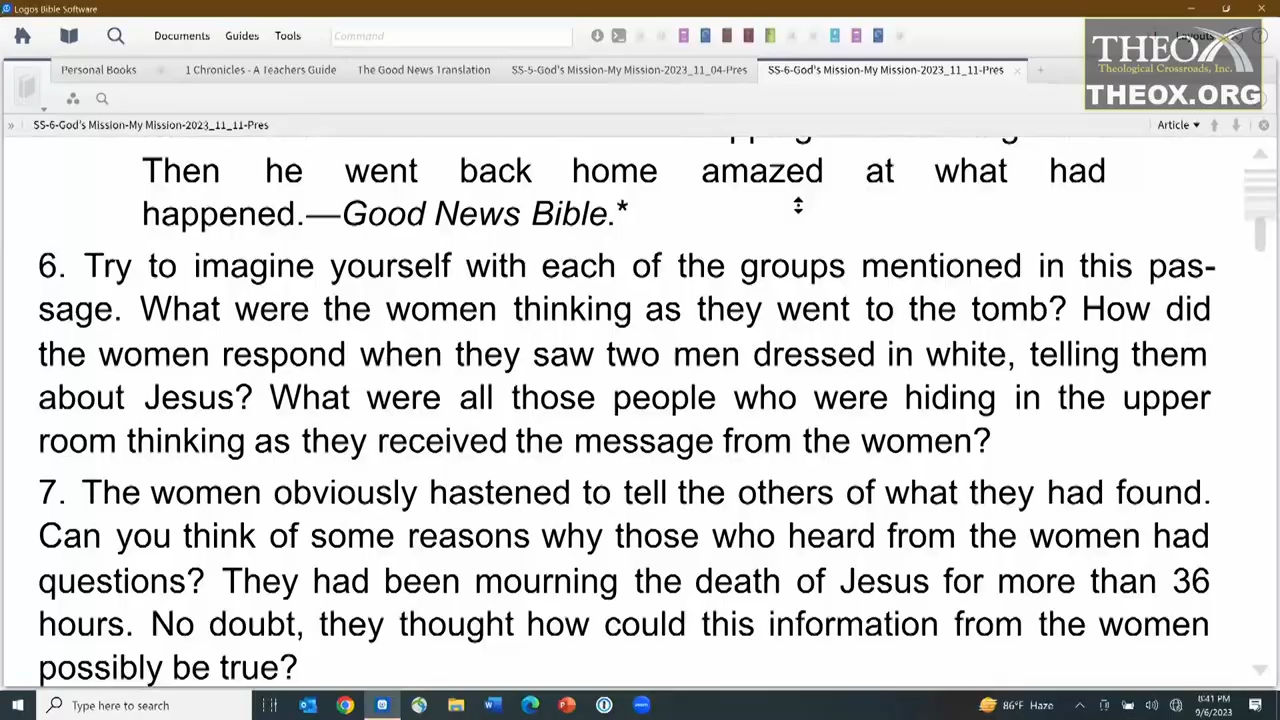 Logos Bible Software
Documents Guides Tools Command Layouts
THEOX
Theological Crossroads, Inc.
THEOX.ORG
Personal Books 1 Chronicles - A Teachers Guide The Good News SS-5-God's Mission-My Mission-2023_11_04-Pres SS-6-God's Mission-My Mission-2023_11_11-Pres
SS-6-God's Mission-My Mission-2023_11_11-Pres Article
Then he went back home amazed at what had
happened.—Good News Bible.*
6. Try to imagine yourself with each of the groups mentioned in this pas-
sage. What were the women thinking as they went to the tomb? How did
the women respond when they saw two men dressed in white, telling them
about Jesus? What were all those people who were hiding in the upper
room thinking as they received the message from the women?
7. The women obviously hastened to tell the others of what they had found.
Can you think of some reasons why those who heard from the women had
questions? They had been mourning the death of Jesus for more than 36
hours. No doubt, they thought how could this information from the women
possibly be true?
Type here to search 86°F Haze 8:41 PM
9/6/2023